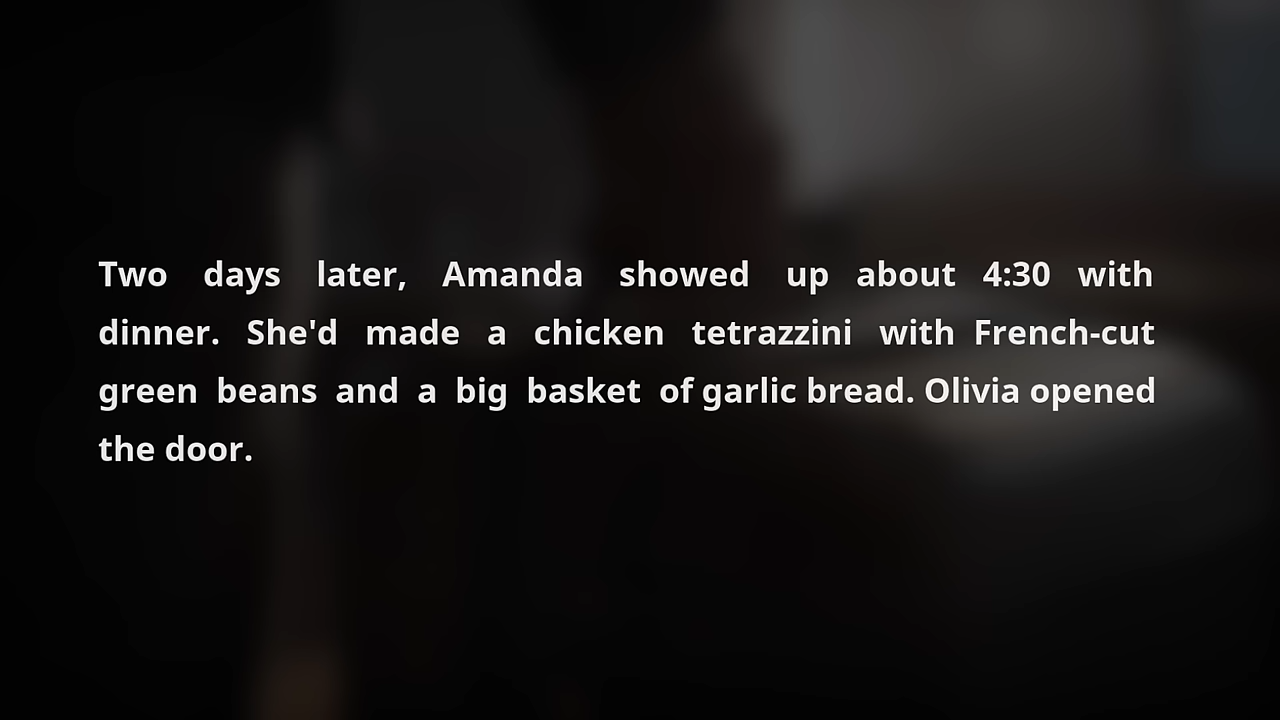 Two days later, Amanda showed up about 4:30 with
dinner. She'd made a chicken tetrazzini with French-cut
green beans and a big basket of garlic bread. Olivia opened
the door.